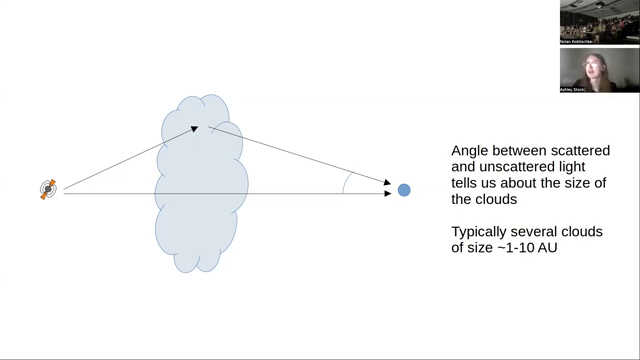 Angle between scattered
and unscattered light
tells us about the size of
the clouds
Typically several clouds
of size ~1-10 AU
Ashley Stock